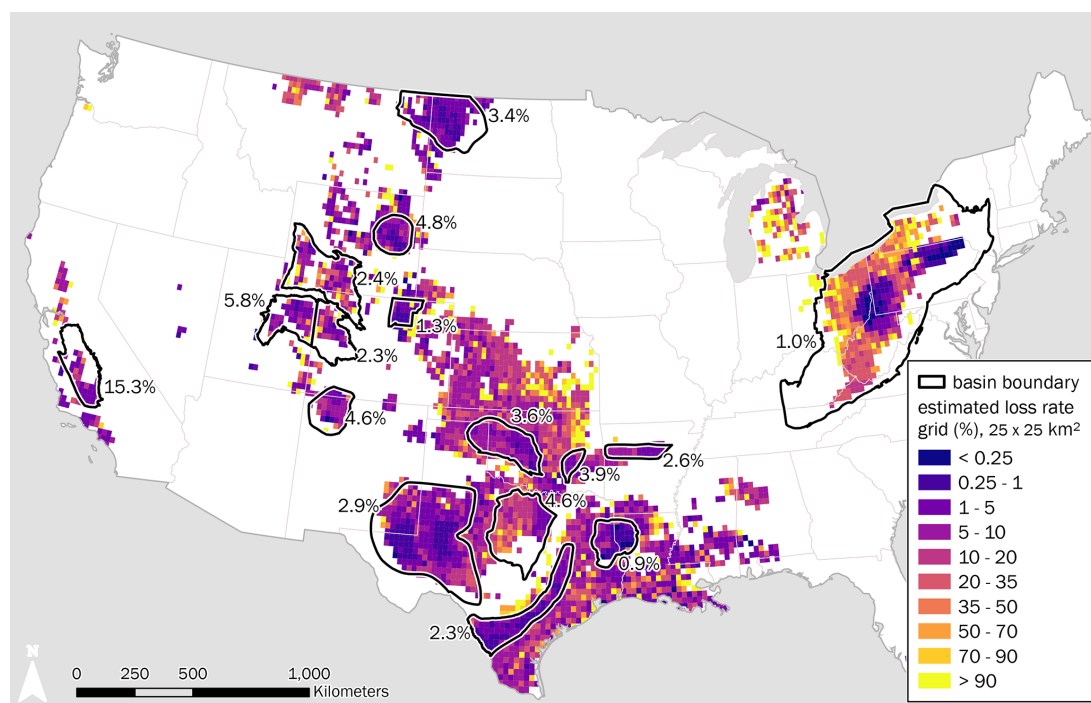 3.4%
4.8%
2.4%
5.8%
1.3%
2.3%
1.0%
15.3%
4.6%
3.6%
2.6%
3.9%
4.6%
2.9%
0.9%
2.3%
basin boundary
estimated loss rate
grid (%), 25 x 25 km²
< 0.25
0.25 - 1
1 - 5
5 - 10
10 - 20
20 - 35
35 - 50
50 - 70
70 - 90
> 90
N
0 250 500 1,000
Kilometers